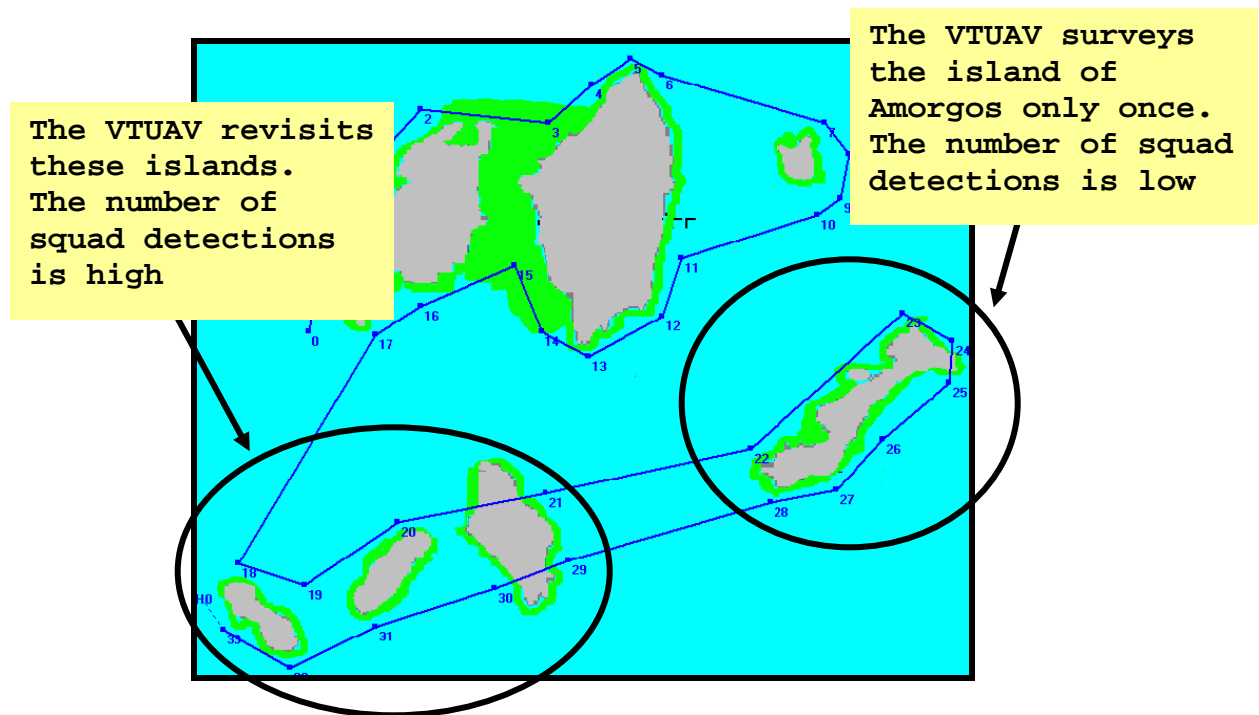 The VTUAV revisits
these islands.
The number of
squad detections
is high
The VTUAV surveys
the island of
Amorgos only once.
The number of squad
detections is low
5
4
6
2
3
7
9
10
11
15
16
0
17
14
12
13
23
24
25
26
22
27
28
21
20
18
19
29
30
H0
31
33